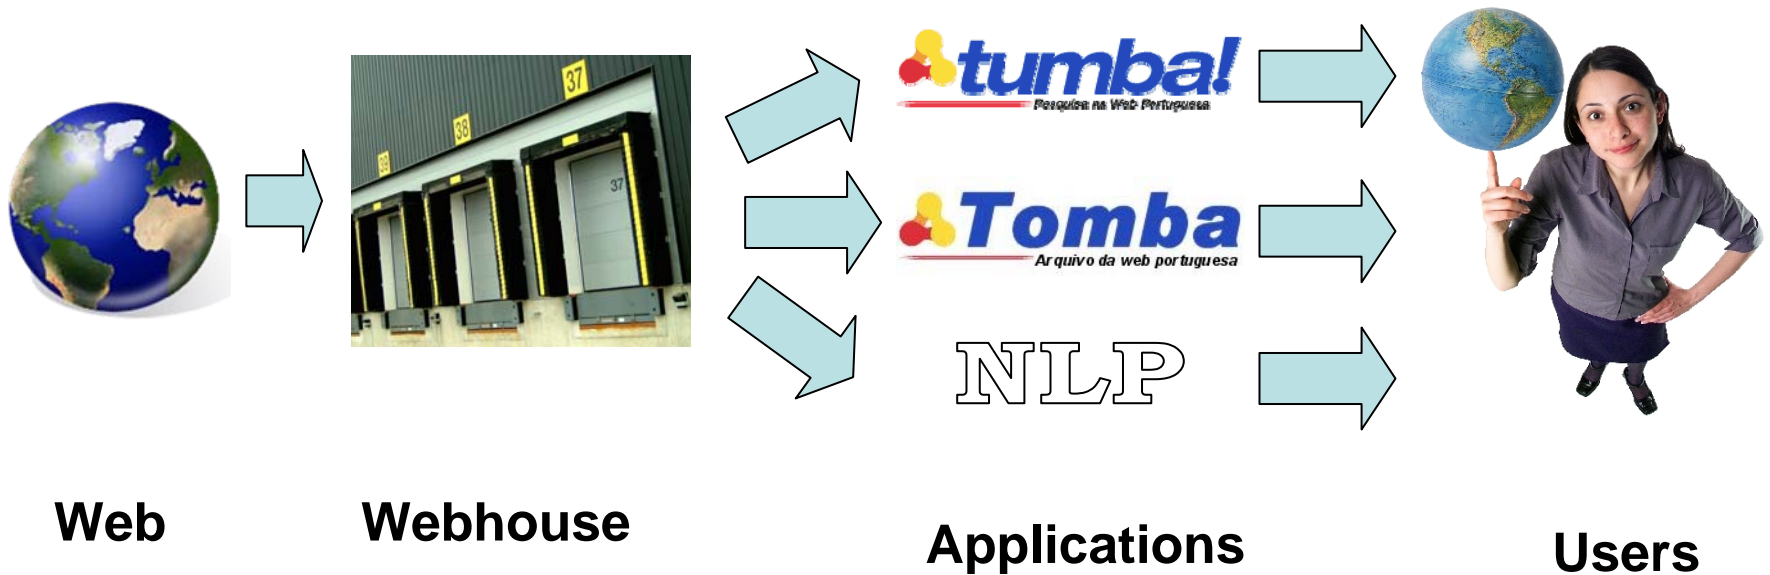 37
38
39
37
tumba!
Pesquisa na Web Portuguesa
Tomba
Arquivo da web portuguesa
NLP
Web
Webhouse
Applications
Users